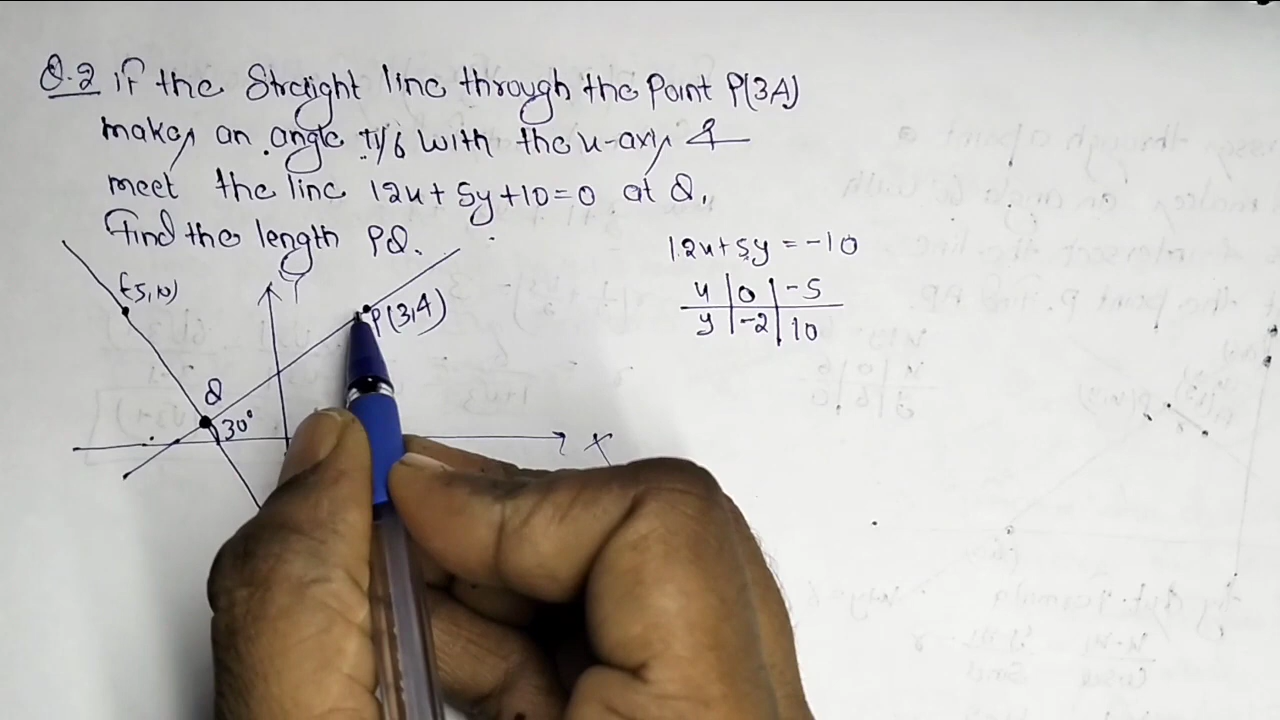 Q.2 if the Straight line through the Point P(3,4)
makes an angle π/6 with the x-axis &
meet the line 12x + 5y + 10 = 0 at Q.
Find the length PQ.
12x + 5y = -10
x | 0 | -5
y | -2 | 10
(-5,10)
Y
P(3,4)
Q
30°
X